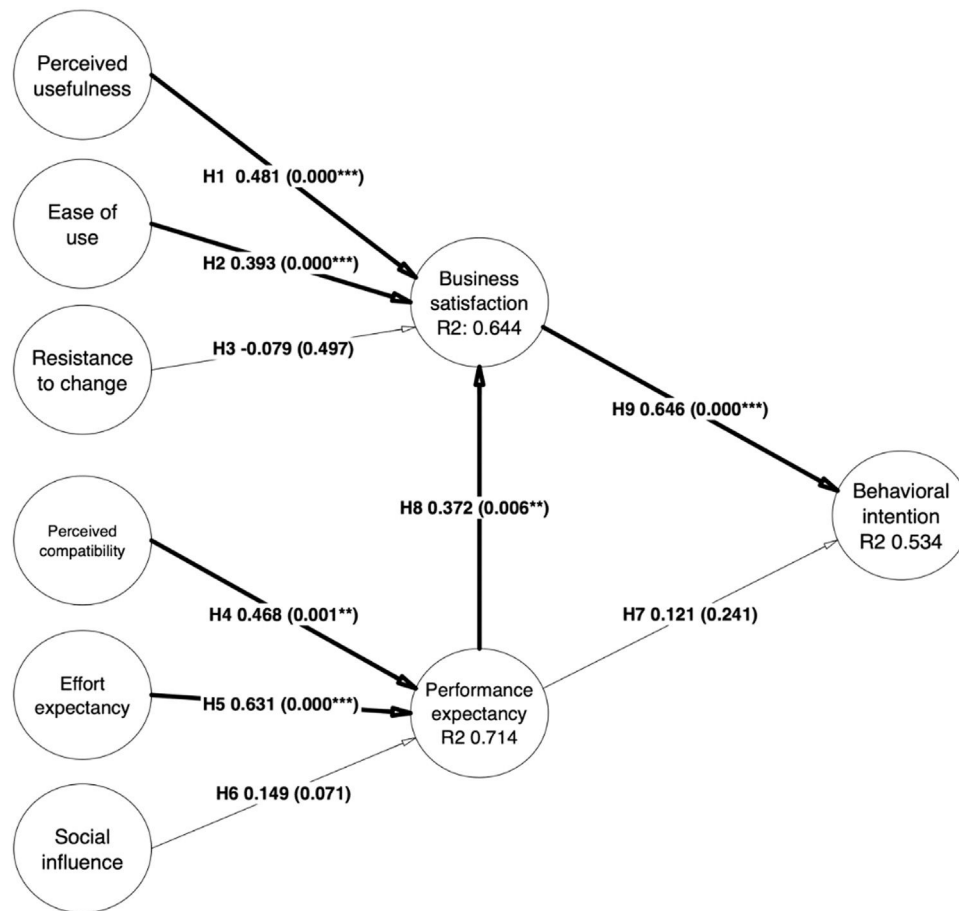 Perceived
usefulness
H1 0.481 (0.000***)
Ease of
use
H2 0.393 (0.000***)
Business
satisfaction
R2: 0.644
Resistance
to change
H3 -0.079 (0.497)
H9 0.646 (0.000***)
Perceived
compatibility
H8 0.372 (0.006**)
Behavioral
intention
R2 0.534
H4 0.468 (0.001**)
H7 0.121 (0.241)
Effort
expectancy
H5 0.631 (0.000***)
Performance
expectancy
R2 0.714
H6 0.149 (0.071)
Social
influence